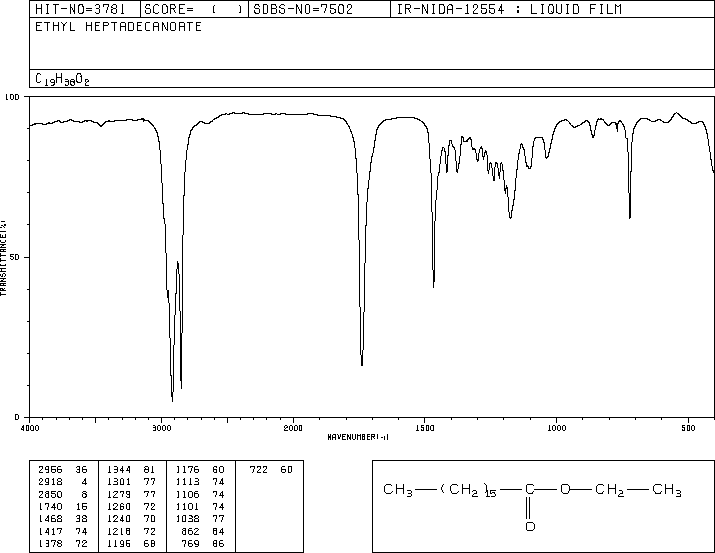 HIT-NO=3781 SCORE= ( ) SDBS-NO=7502 IR-NIDA-12554 : LIQUID FILM
ETHYL HEPTADECANOATE
C19H38O2
100
50
0
TRANSMITTANCE(%)
4000 3000 2000 1500 1000 500
WAVENUMBER(-1)
2956 36 1344 81 1176 60 722 60
2918 4 1301 77 1113 74
2850 8 1279 77 1106 74
1740 15 1260 72 1101 74
1468 38 1240 70 1038 77
1417 74 1218 72 862 84
1378 72 1195 68 769 86
CH3—(CH2)15—C—O—CH2—CH3
O